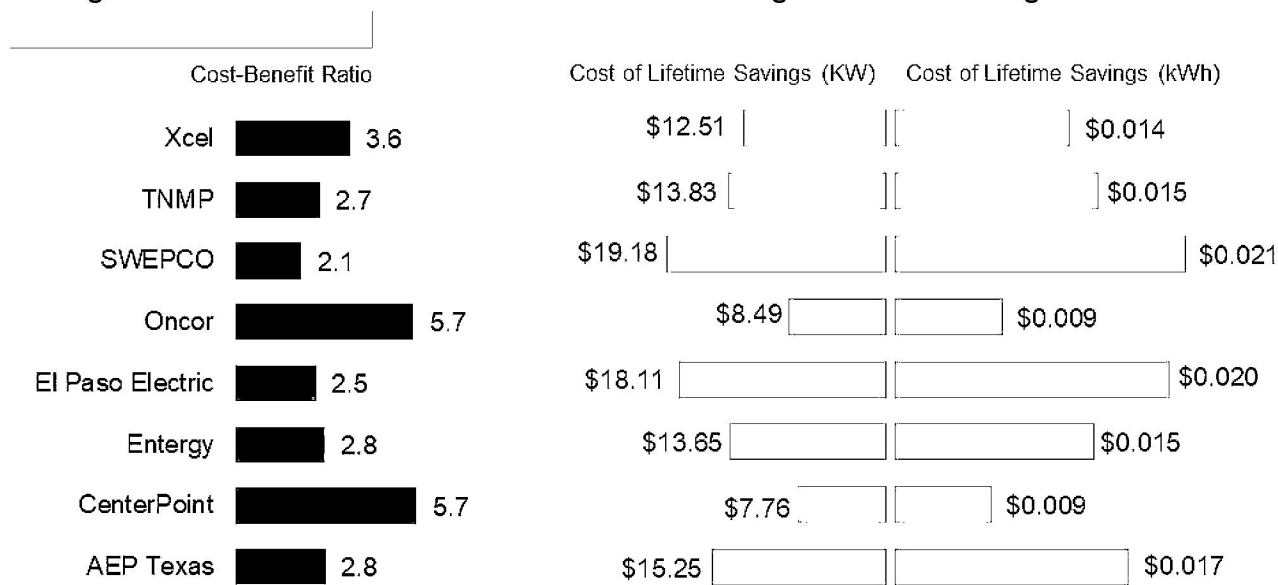 Cost-Benefit Ratio Cost of Lifetime Savings (KW) Cost of Lifetime Savings (kWh)
Xcel 3.6 $12.51 $0.014
TNMP 2.7 $13.83 $0.015
SWEPCO 2.1 $19.18 $0.021
Oncor 5.7 $8.49 $0.009
El Paso Electric 2.5 $18.11 $0.020
Entergy 2.8 $13.65 $0.015
CenterPoint 5.7 $7.76 $0.009
AEP Texas 2.8 $15.25 $0.017